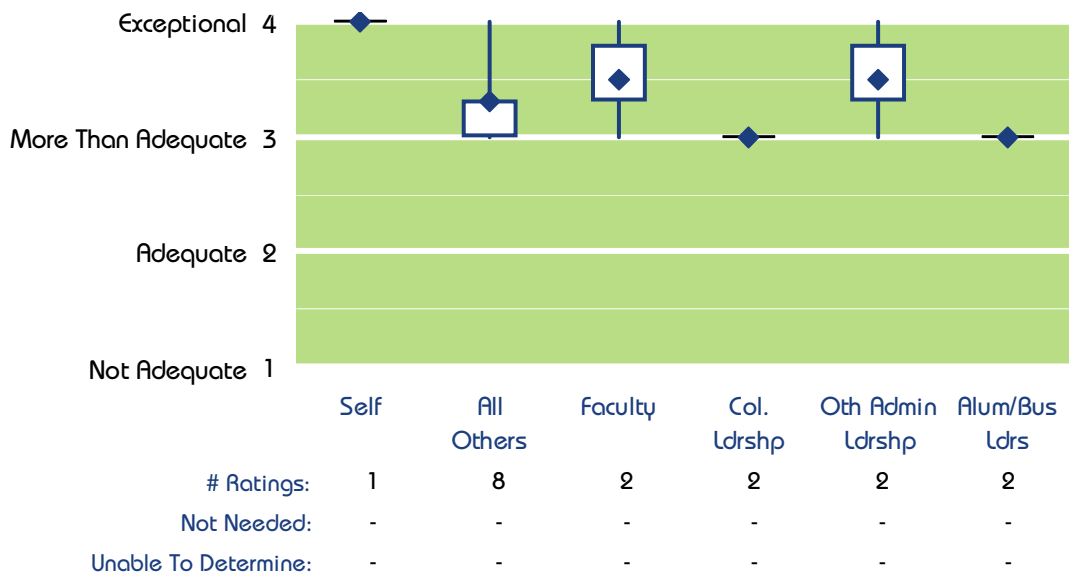 Exceptional 4
More Than Adequate 3
Adequate 2
Not Adequate 1
Self All Others Faculty Col. Ldrshp Oth Admin Ldrshp Alum/Bus Ldrs
# Ratings: 1 8 2 2 2 2
Not Needed: - - - - - -
Unable To Determine: - - - - - -